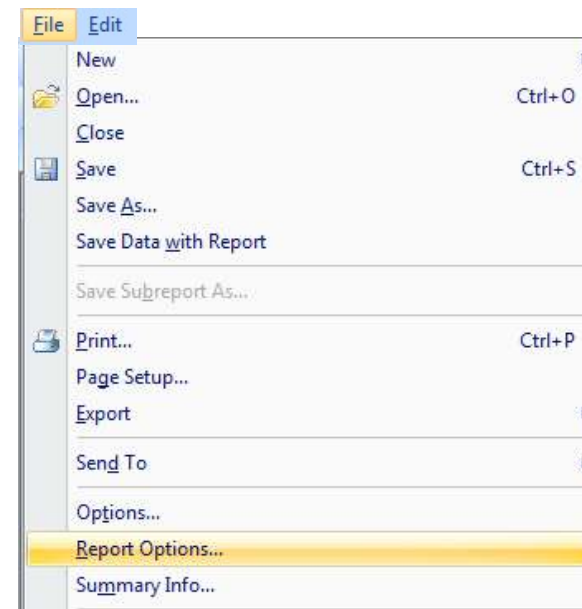 File Edit
New
Open... Ctrl+O
Close
Save Ctrl+S
Save As...
Save Data with Report
Save Subreport As...
Print... Ctrl+P
Page Setup...
Export
Send To
Options...
Report Options...
Summary Info...